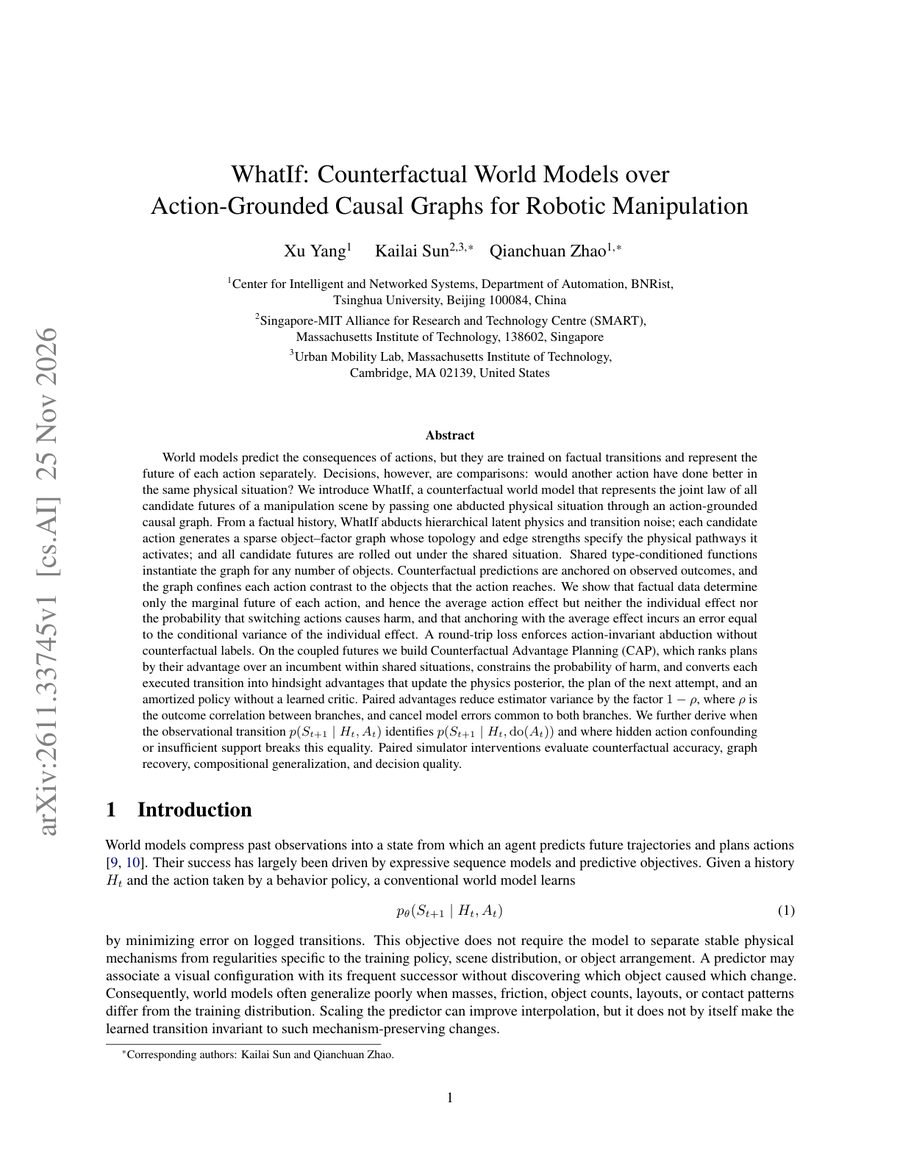 WhatIf: Counterfactual World Models over
Action-Grounded Causal Graphs for Robotic Manipulation
Xu Yang¹ Kailai Sun²,³,* Qianchuan Zhao¹,*
¹Center for Intelligent and Networked Systems, Department of Automation, BNRist,
Tsinghua University, Beijing 100084, China
²Singapore-MIT Alliance for Research and Technology Centre (SMART),
Massachusetts Institute of Technology, 138602, Singapore
³Urban Mobility Lab, Massachusetts Institute of Technology,
Cambridge, MA 02139, United States
arXiv:2611.33745v1 [cs.AI] 25 Nov 2026
Abstract
World models predict the consequences of actions, but they are trained on factual transitions and represent the
future of each action separately. Decisions, however, are comparisons: would another action have done better in
the same physical situation? We introduce WhatIf, a counterfactual world model that represents the joint law of all
candidate futures of a manipulation scene by passing one abducted physical situation through an action-grounded
causal graph. From a factual history, WhatIf abducts hierarchical latent physics and transition noise; each candidate
action generates a sparse object–factor graph whose topology and edge strengths specify the physical pathways it
activates; and all candidate futures are rolled out under the shared situation. Shared type-conditioned functions
instantiate the graph for any number of objects. Counterfactual predictions are anchored on observed outcomes, and
the graph confines each action contrast to the objects that the action reaches. We show that factual data determine
only the marginal future of each action, and hence the average action effect but neither the individual effect nor
the probability that switching actions causes harm, and that anchoring with the average effect incurs an error equal
to the conditional variance of the individual effect. A round-trip loss enforces action-invariant abduction without
counterfactual labels. On the coupled futures we build Counterfactual Advantage Planning (CAP), which ranks plans
by their advantage over an incumbent within shared situations, constrains the probability of harm, and converts each
executed transition into hindsight advantages that update the physics posterior, the plan of the next attempt, and
an amortized policy without a learned critic. Paired advantages reduce estimator variance by the factor 1 − ρ, where ρ is
the outcome correlation between branches, and cancel model errors common to both branches. We further derive when
the observational transition p(Sₜ₊₁ | Hₜ, Aₜ) identifies p(Sₜ₊₁ | Hₜ, do(Aₜ)) and where hidden action confounding
or insufficient support breaks this equality. Paired simulator interventions evaluate counterfactual accuracy, graph
recovery, compositional generalization, and decision quality.
1 Introduction
World models compress past observations into a state from which an agent predicts future trajectories and plans actions
[9, 10]. Their success has largely been driven by expressive sequence models and predictive objectives. Given a history
Hₜ and the action taken by a behavior policy, a conventional world model learns
pθ(Sₜ₊₁ | Hₜ, Aₜ) (1)
by minimizing error on logged transitions. This objective does not require the model to separate stable physical
mechanisms from regularities specific to the training policy, scene distribution, or object arrangement. A predictor may
associate a visual configuration with its frequent successor without discovering which object caused which change.
Consequently, world models often generalize poorly when masses, friction, object counts, layouts, or contact patterns
differ from the training distribution. Scaling the predictor can improve interpolation, but it does not by itself make the
learned transition invariant to such mechanism-preserving changes.
*Corresponding authors: Kailai Sun and Qianchuan Zhao.
1